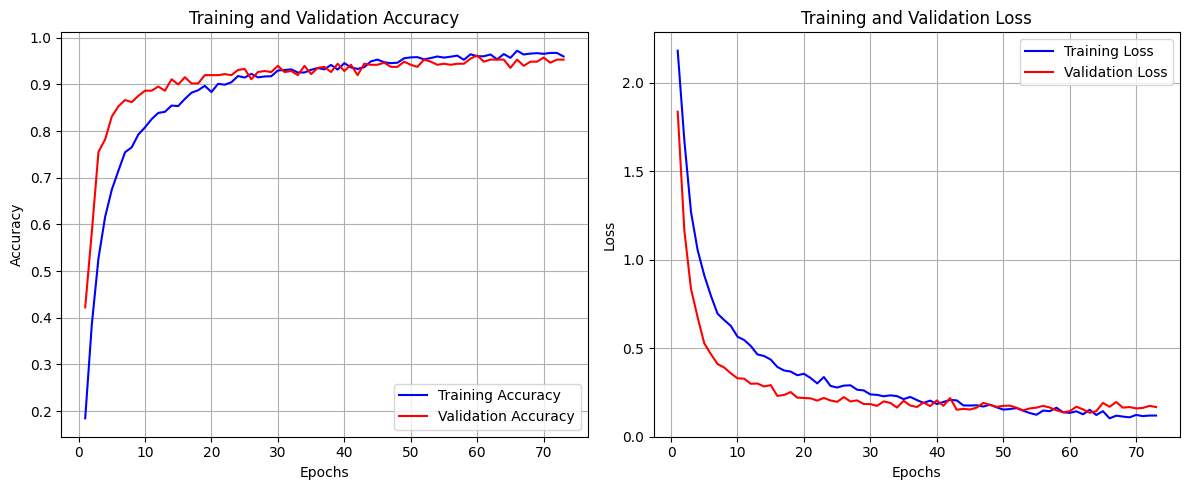 Training and Validation Accuracy
1.0
0.9
0.8
0.7
0.6
0.5
0.4
0.3
0.2
Accuracy
0 10 20 30 40 50 60 70
Epochs
Training Accuracy
Validation Accuracy
Training and Validation Loss
2.0
1.5
1.0
0.5
0.0
Loss
0 10 20 30 40 50 60 70
Epochs
Training Loss
Validation Loss